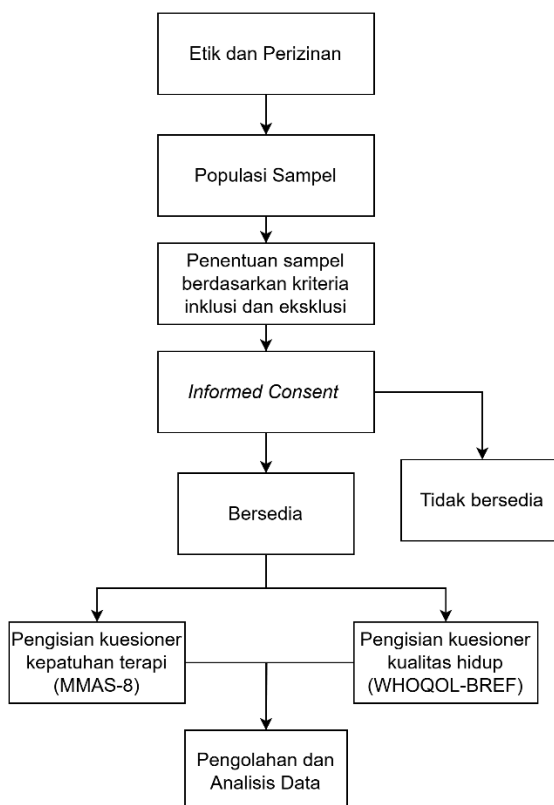 Etik dan Perizinan
Populasi Sampel
Penentuan sampel
berdasarkan kriteria
inklusi dan eksklusi
Informed Consent
Tidak bersedia
Bersedia
Pengisian kuesioner
kepatuhan terapi
(MMAS-8)
Pengisian kuesioner
kualitas hidup
(WHOQOL-BREF)
Pengolahan dan
Analisis Data